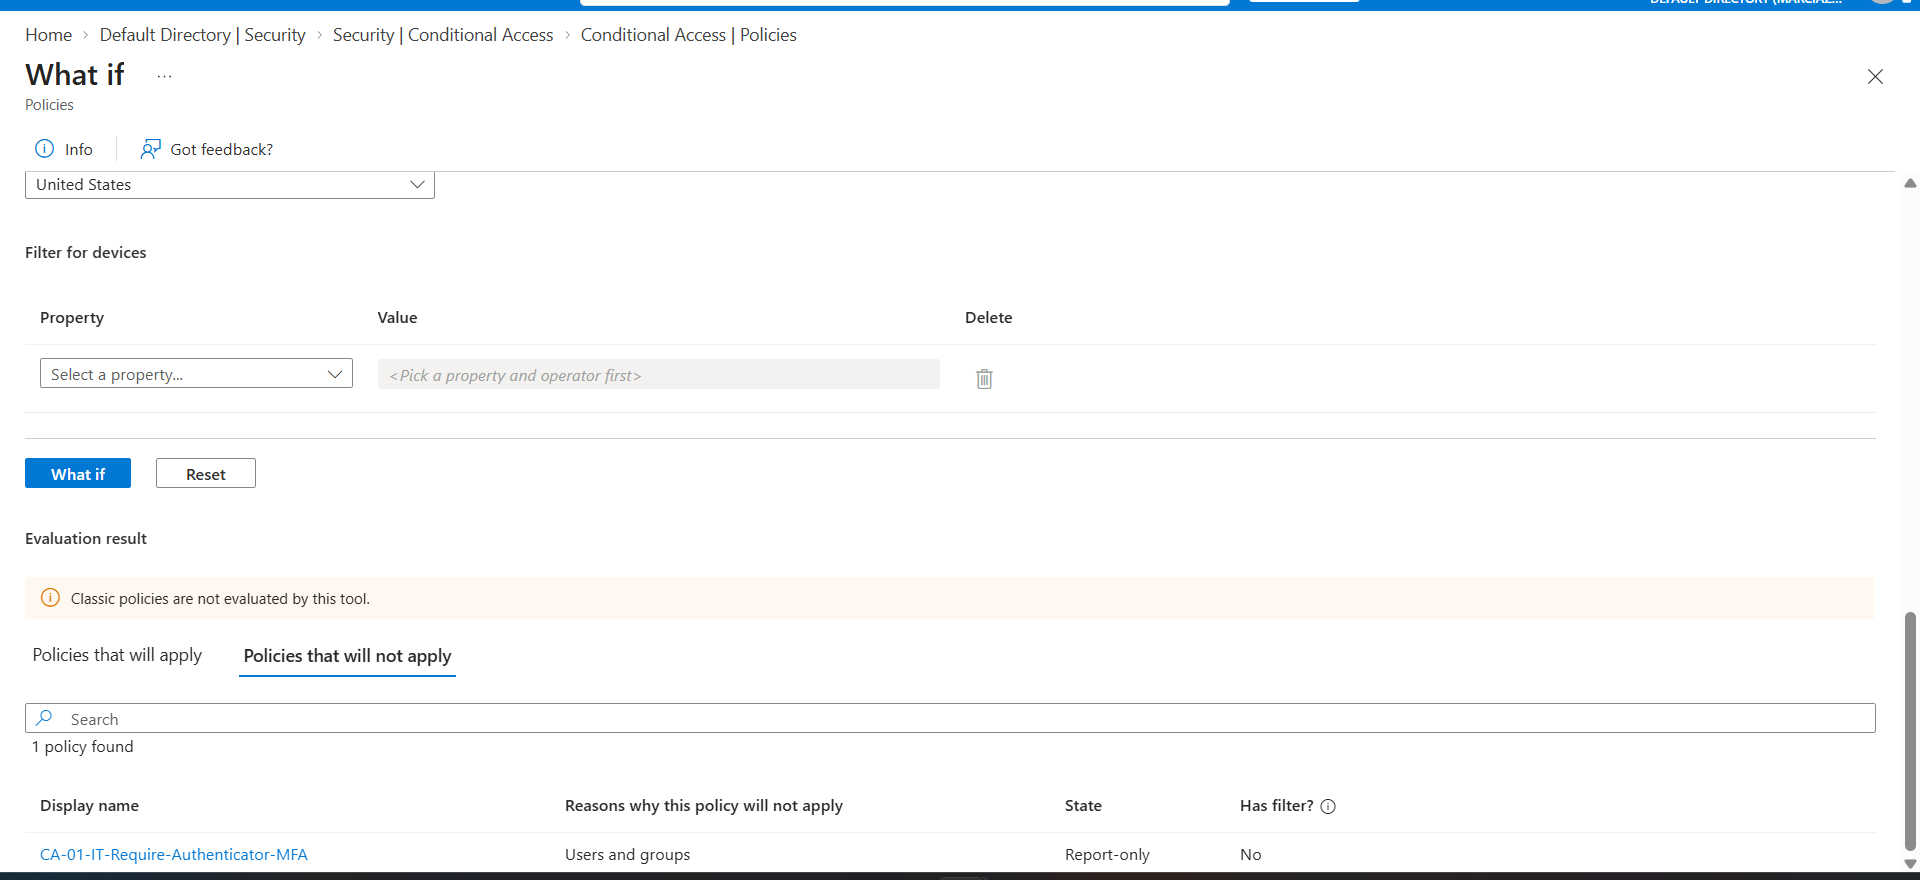 Home > Default Directory | Security > Security | Conditional Access > Conditional Access | Policies
What if ...
Policies
Info
Got feedback?
United States
Filter for devices
Property Value Delete
Select a property... <Pick a property and operator first>
What if Reset
Evaluation result
Classic policies are not evaluated by this tool.
Policies that will apply Policies that will not apply
Search
1 policy found
Display name Reasons why this policy will not apply State Has filter?
CA-01-IT-Require-Authenticator-MFA Users and groups Report-only No